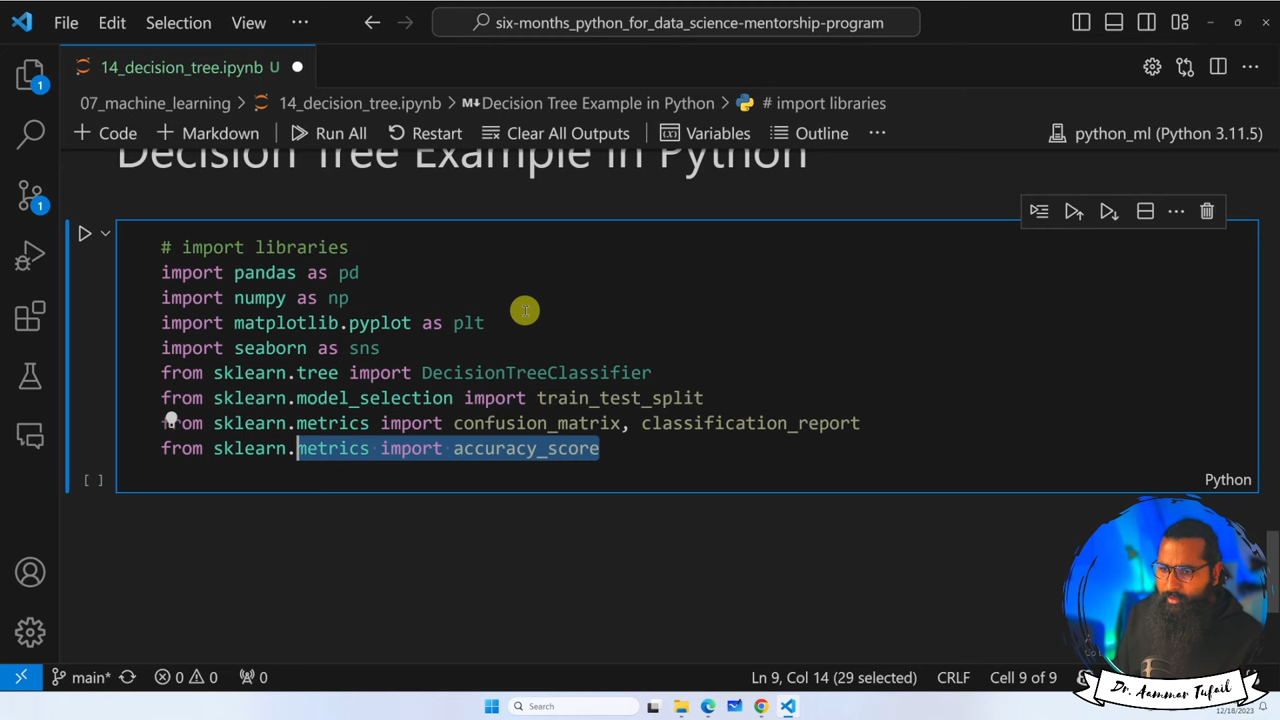 File Edit Selection View ··· six-months_python_for_data_science-mentorship-program
14_decision_tree.ipynb U
07_machine_learning > 14_decision_tree.ipynb > Decision Tree Example in Python > # import libraries
+ Code + Markdown Run All Restart Clear All Outputs Variables Outline ··· python_ml (Python 3.11.5)
Decision Tree Example in Python
# import libraries
import pandas as pd
import numpy as np
import matplotlib.pyplot as plt
import seaborn as sns
from sklearn.tree import DecisionTreeClassifier
from sklearn.model_selection import train_test_split
from sklearn.metrics import confusion_matrix, classification_report
from sklearn.metrics import accuracy_score
[ ]
Python
1
1
Dr. Aammar Tufail
main* 0 0 0 Ln 9, Col 14 (29 selected) CRLF Cell 9 of 9
Search
12/18/2023